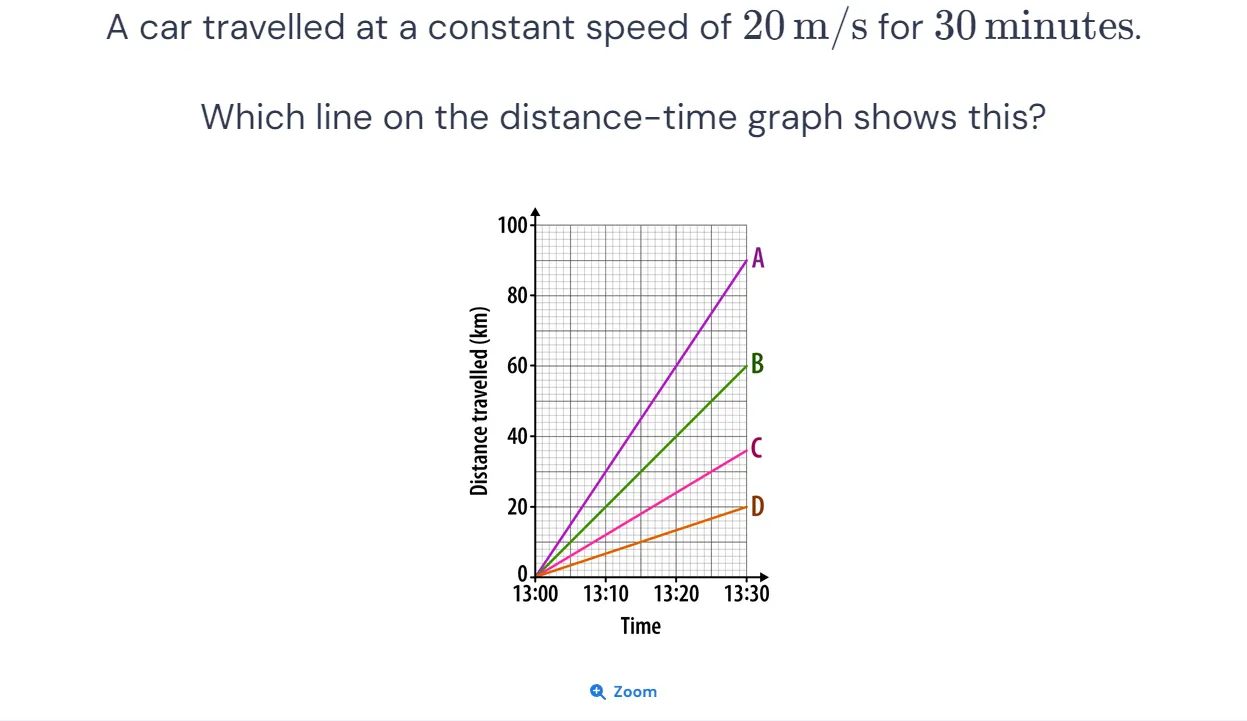 A car travelled at a constant speed of 20 m/s for 30 minutes.
Which line on the distance-time graph shows this?
100
A
80
60
B
Distance travelled (km)
40
C
20
D
0
13:00 13:10 13:20 13:30
Time
Zoom